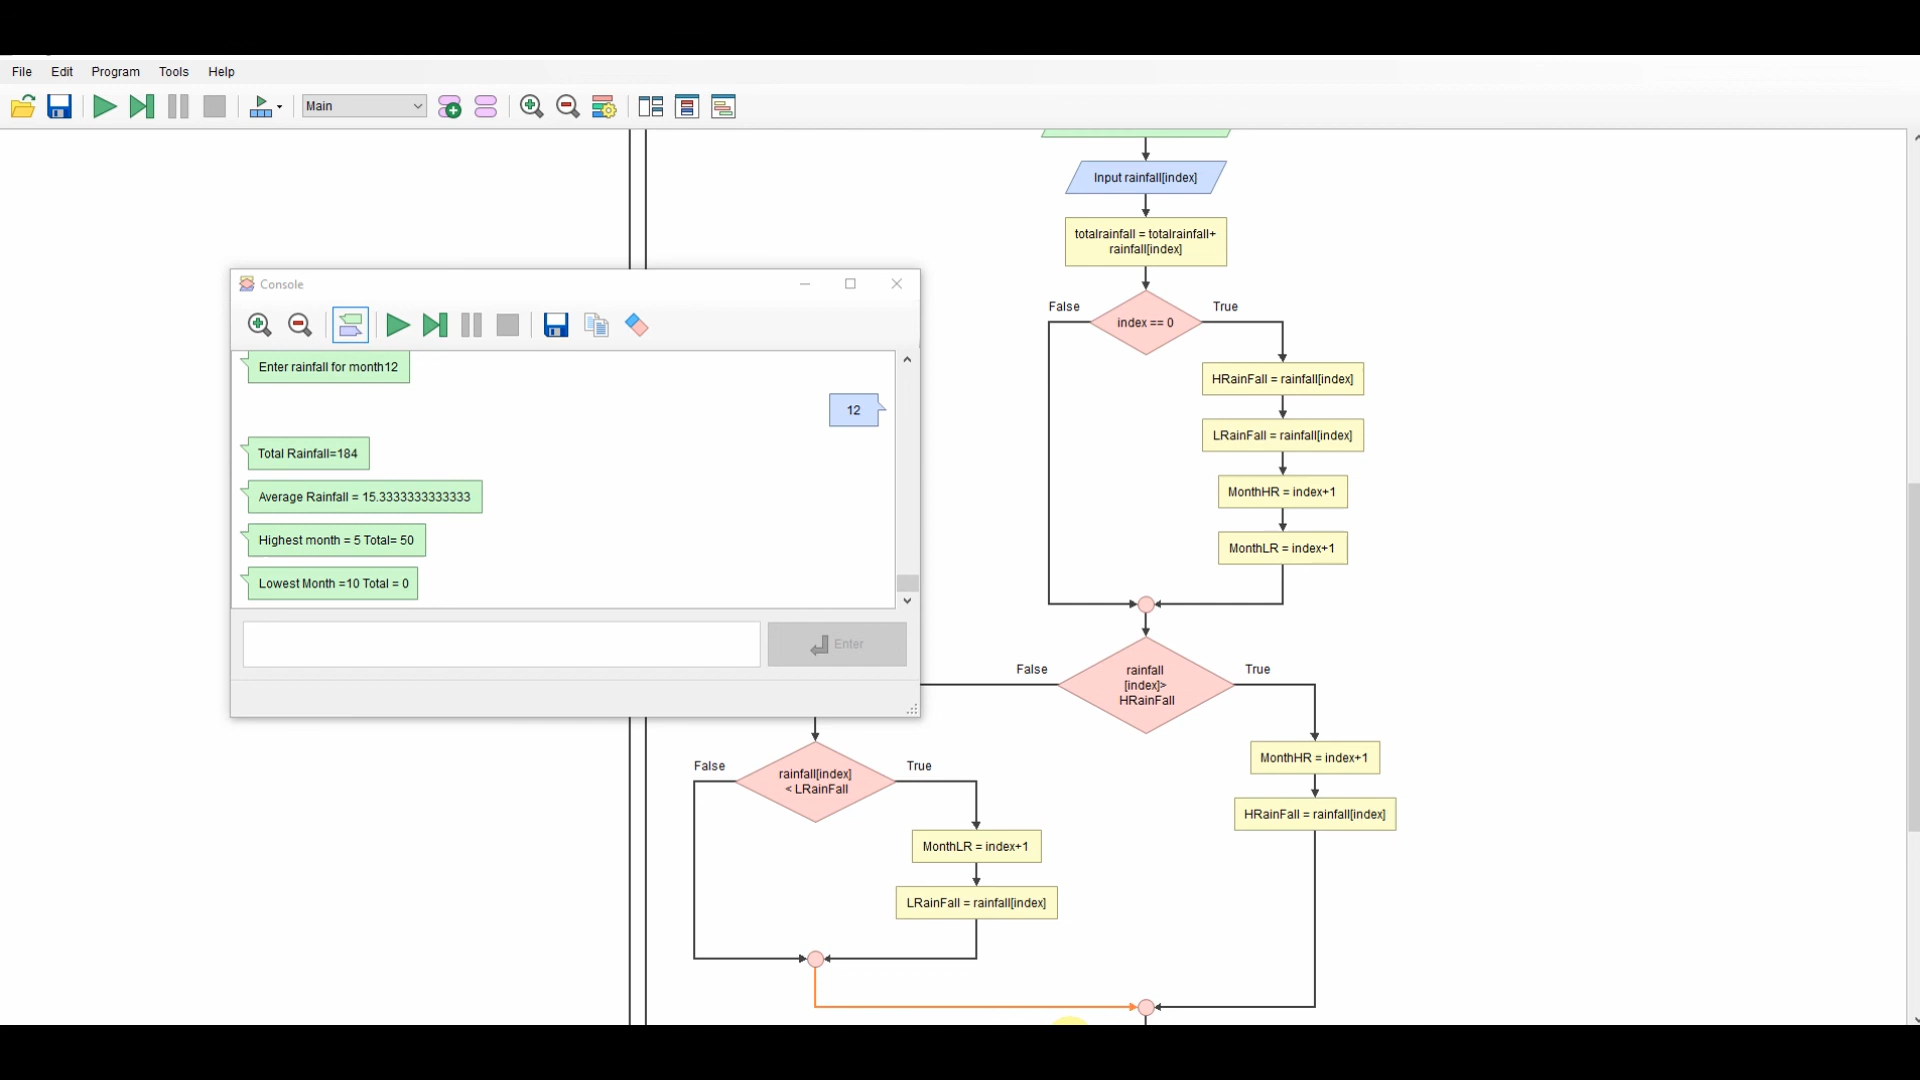 File Edit Program Tools Help
Main
Input rainfall[index]
totalrainfall = totalrainfall+
rainfall[index]
False
True
index == 0
HRainFall = rainfall[index]
LRainFall = rainfall[index]
MonthHR = index+1
MonthLR = index+1
Console
Enter rainfall for month12
12
Total Rainfall=184
Average Rainfall = 15.3333333333333
Highest month = 5 Total= 50
Lowest Month =10 Total = 0
Enter
False
True
rainfall
[index]>
HRainFall
MonthHR = index+1
HRainFall = rainfall[index]
False
True
rainfall[index]
< LRainFall
MonthLR = index+1
LRainFall = rainfall[index]